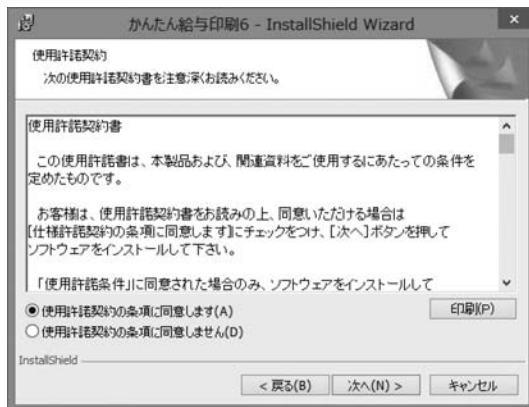 かんたん給与印刷6 - InstallShield Wizard
使用許諾契約
次の使用許諾契約書を注意深くお読みください。
使用許諾契約書
この使用許諾書は、本製品および、関連資料をご使用するにあたっての条件を
定めたものです。
お客様は、使用許諾契約書をお読みの上、同意いただける場合は
[仕様許諾契約の条項に同意します]にチェックをつけ、[次へ]ボタンを押して
ソフトウェアをインストールして下さい。
「使用許諾条件」に同意された場合のみ、ソフトウェアをインストールして
使用許諾契約の条項に同意します(A)
印刷(P)
使用許諾契約の条項に同意しません(D)
InstallShield
< 戻る(B)
次へ(N) >
キャンセル